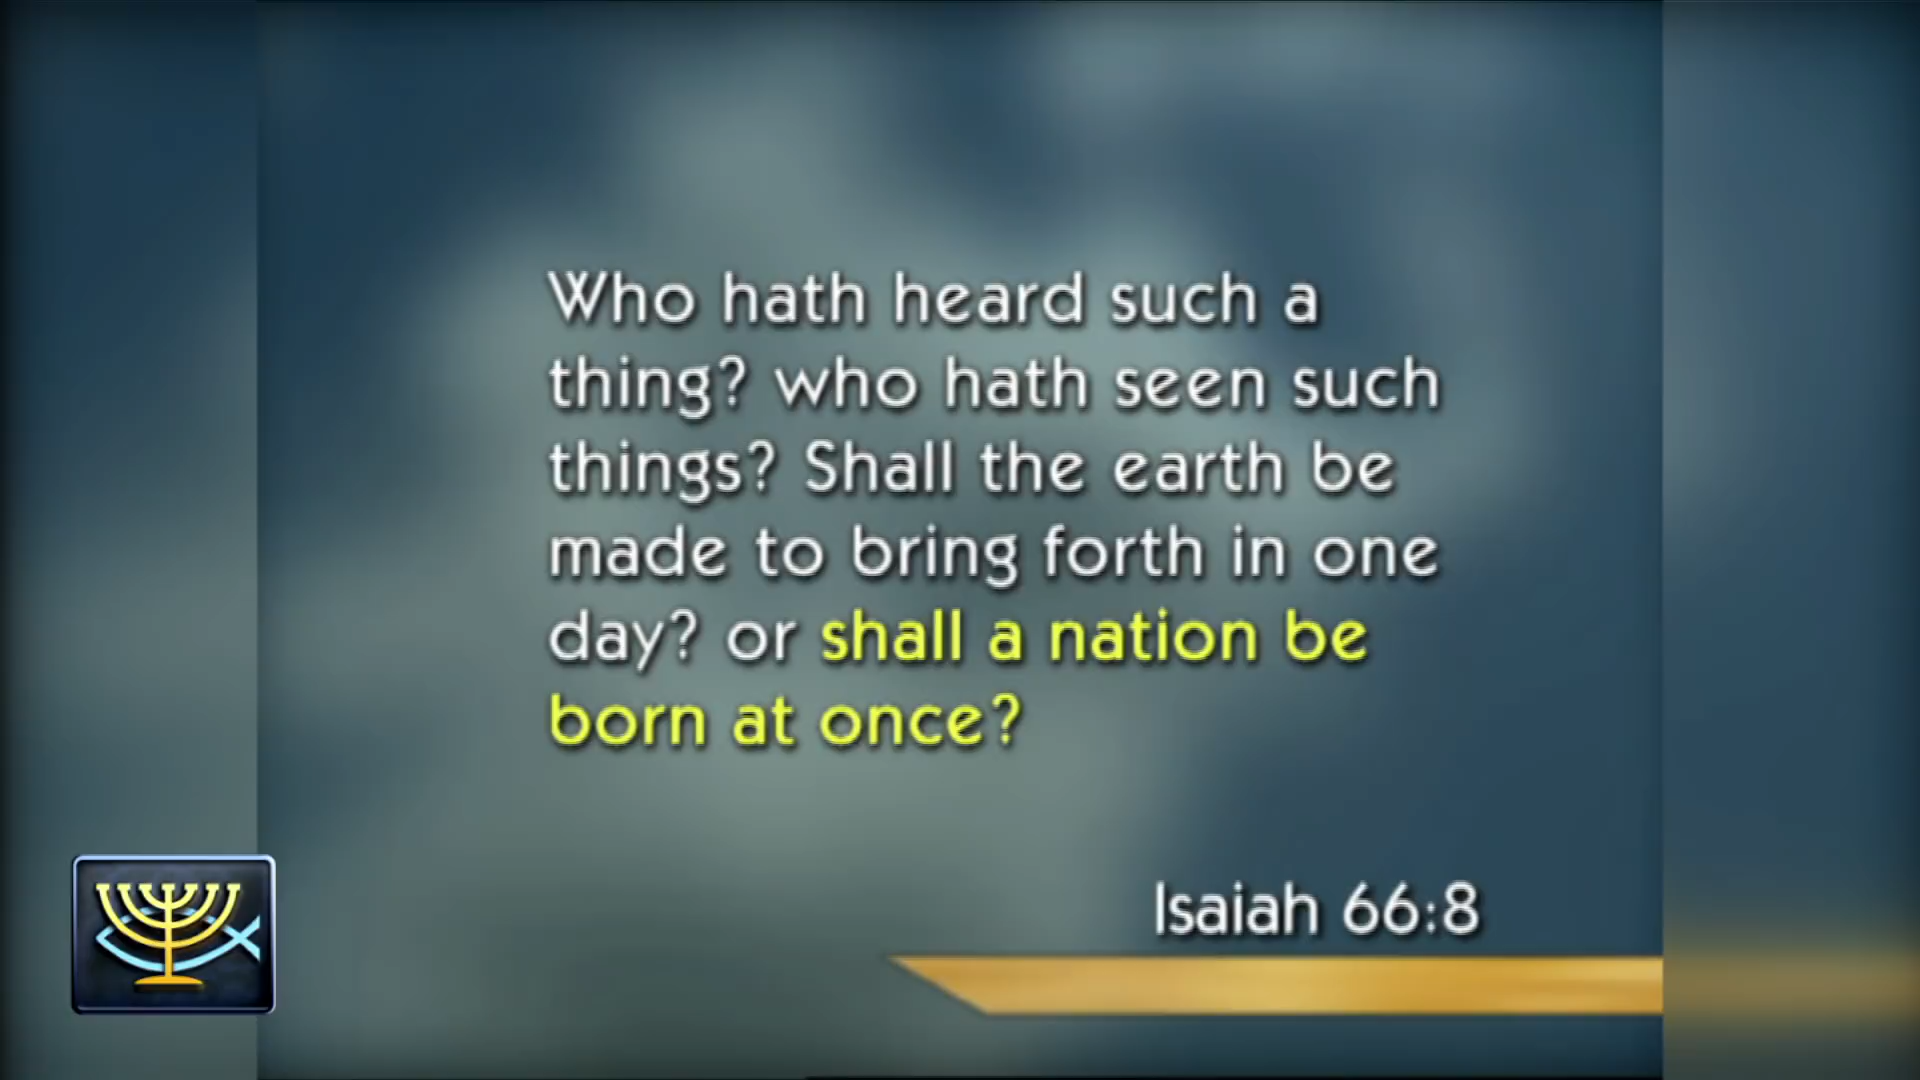 Who hath heard such a
thing? who hath seen such
things? Shall the earth be
made to bring forth in one
day? or shall a nation be
born at once?
Isaiah 66:8